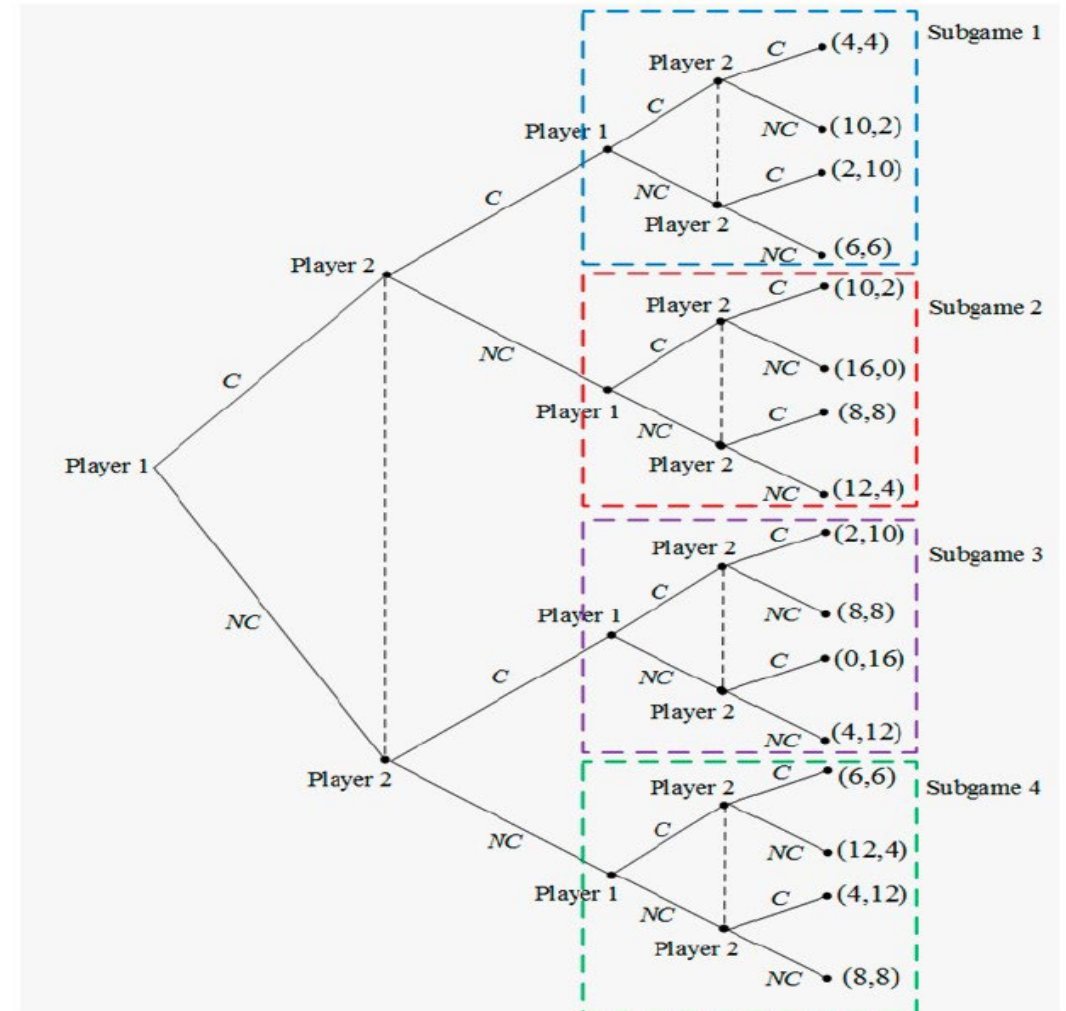 Subgame 1
C (4,4)
Player 2
C
NC (10,2)
Player 1
C (2,10)
NC
Player 2
NC (6,6)
C
Player 2
C (10,2)
Subgame 2
Player 2
C
NC (16,0)
NC
Player 1
C (8,8)
NC
Player 2
NC (12,4)
C
Player 1
C (2,10)
Player 2
Subgame 3
C
NC (8,8)
Player 1
NC
C (0,16)
C
NC
Player 2
NC (4,12)
Player 2
C (6,6)
Player 2
Subgame 4
C
NC
NC (12,4)
Player 1
C (4,12)
NC
Player 2
NC (8,8)